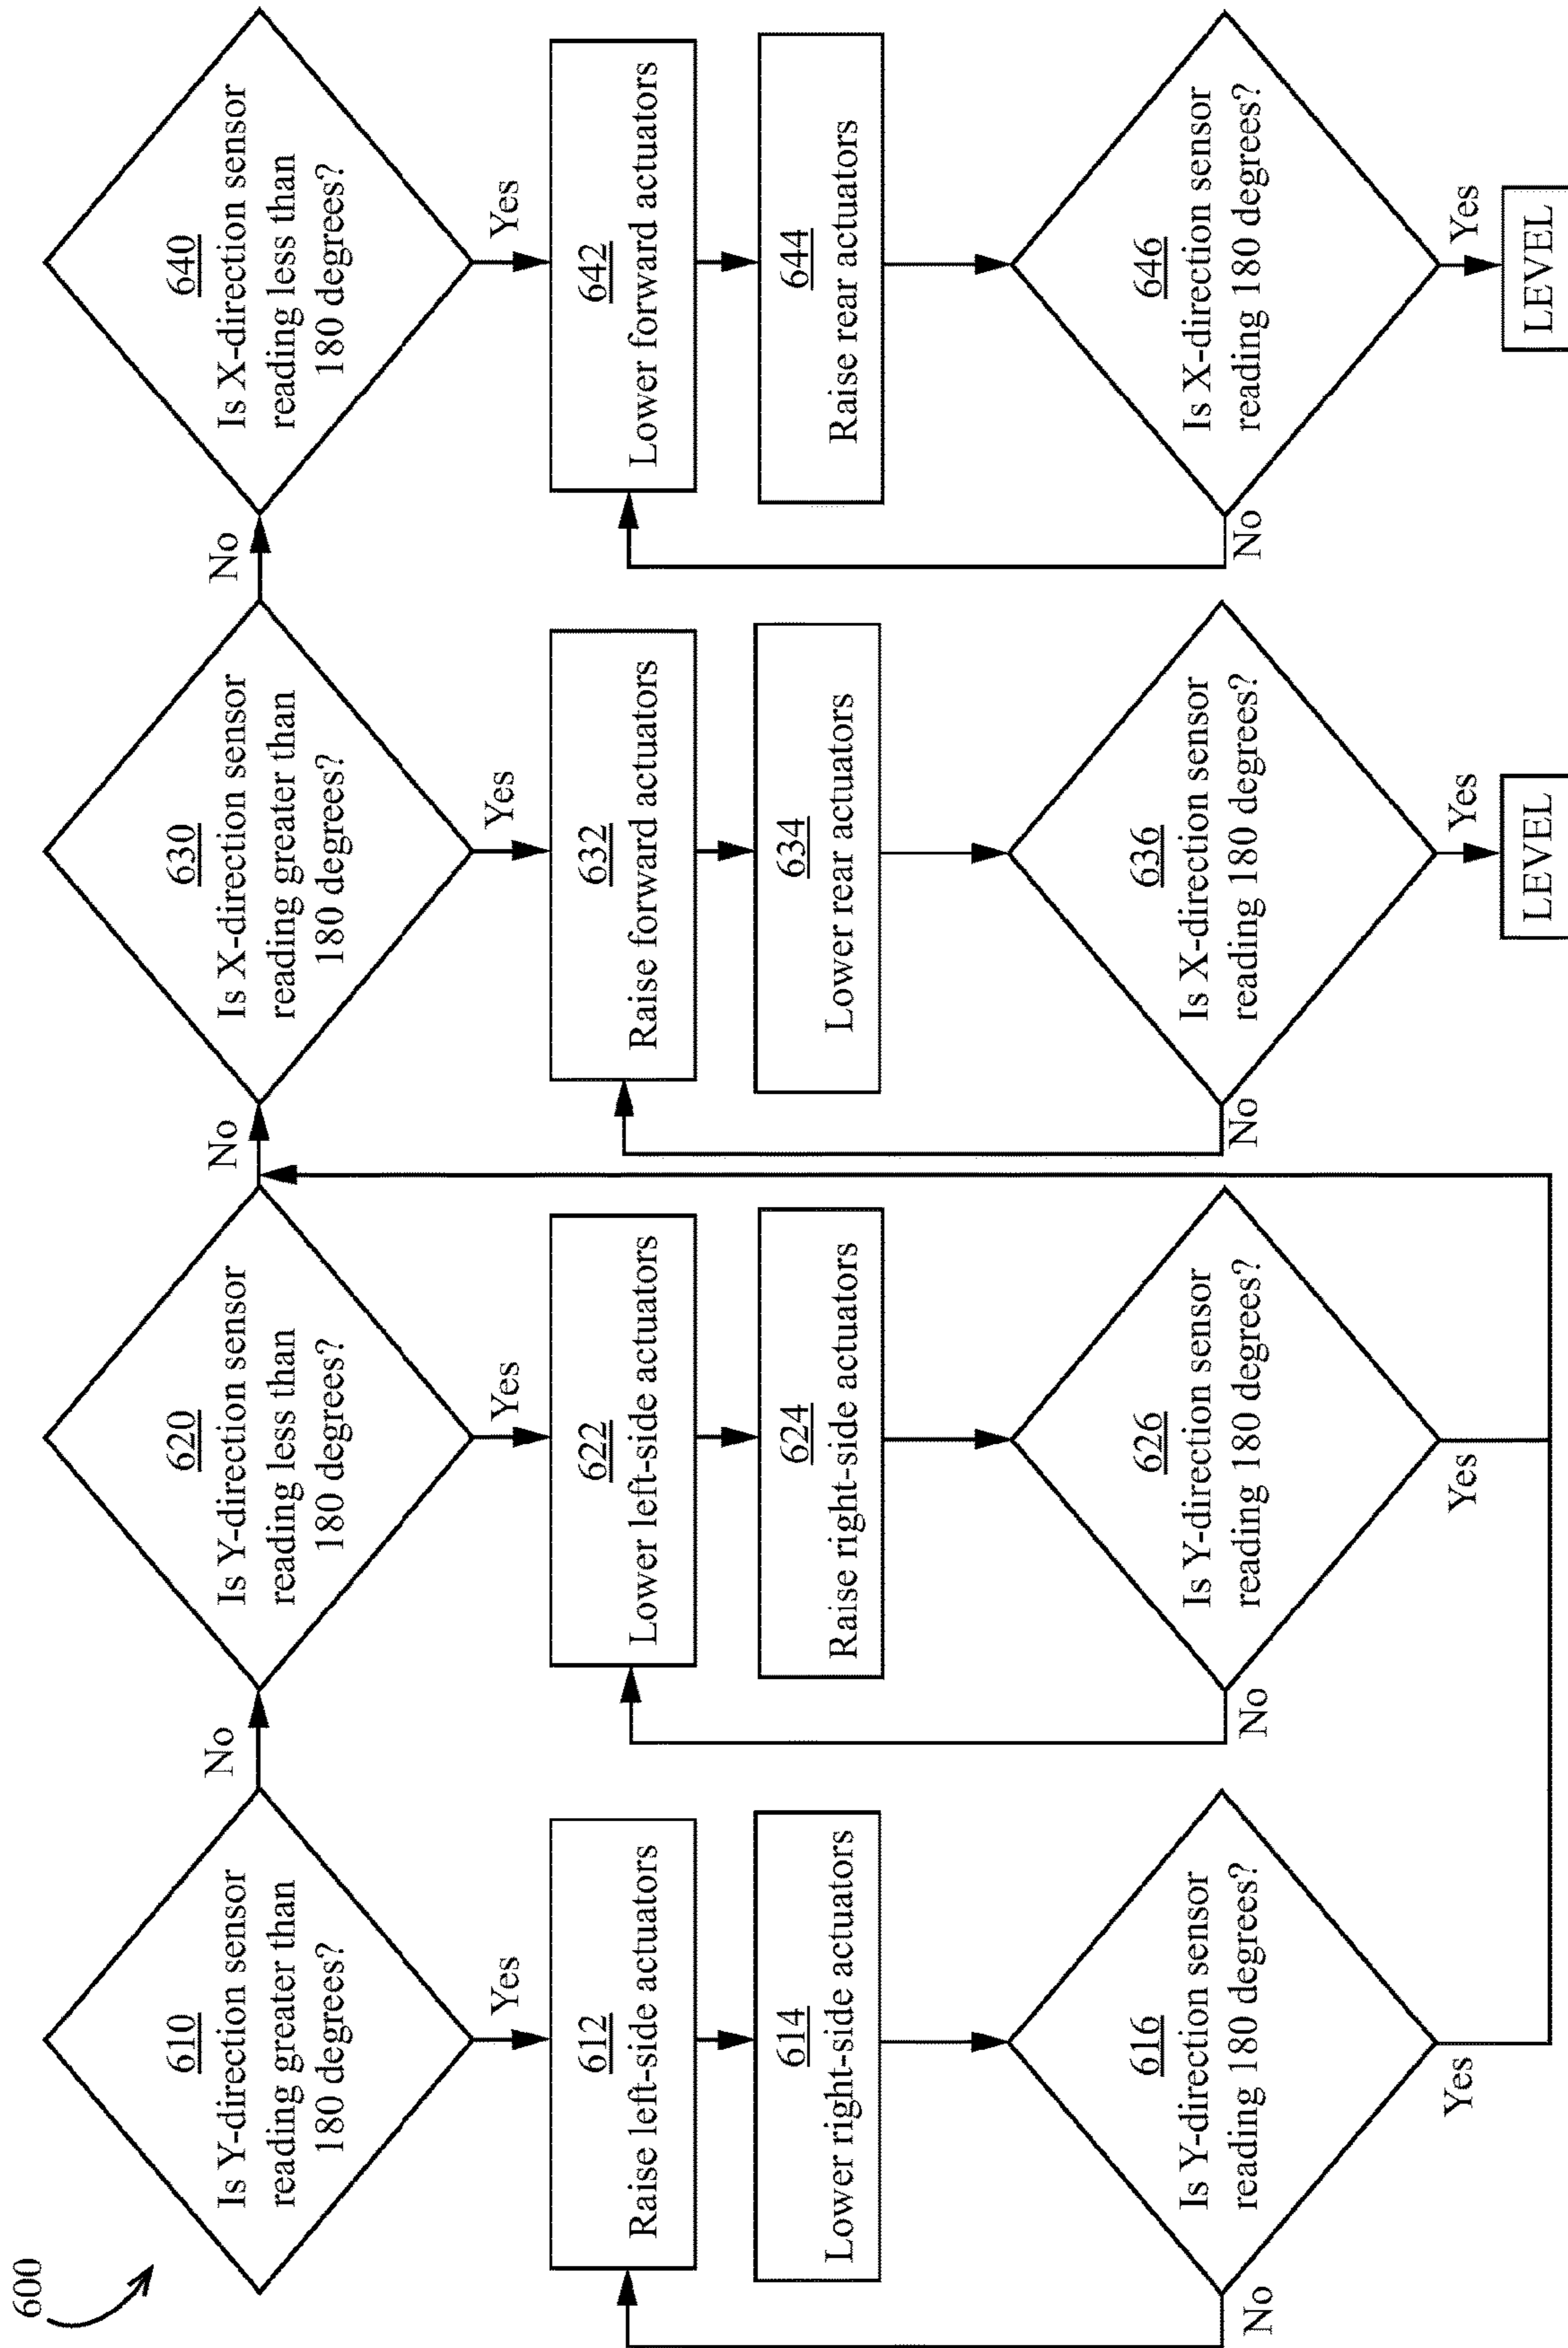 600
610
Is Y-direction sensor
reading greater than
180 degrees?
Yes
No
612
Raise left-side actuators
614
Lower right-side actuators
616
Is Y-direction sensor
reading 180 degrees?
No
Yes
620
Is Y-direction sensor
reading less than
180 degrees?
Yes
No
622
Lower left-side actuators
624
Raise right-side actuators
626
Is Y-direction sensor
reading 180 degrees?
No
Yes
630
Is X-direction sensor
reading greater than
180 degrees?
Yes
No
632
Raise forward actuators
634
Lower rear actuators
636
Is X-direction sensor
reading 180 degrees?
No
Yes
LEVEL
640
Is X-direction sensor
reading less than
180 degrees?
Yes
642
Lower forward actuators
644
Raise rear actuators
646
Is X-direction sensor
reading 180 degrees?
No
Yes
LEVEL